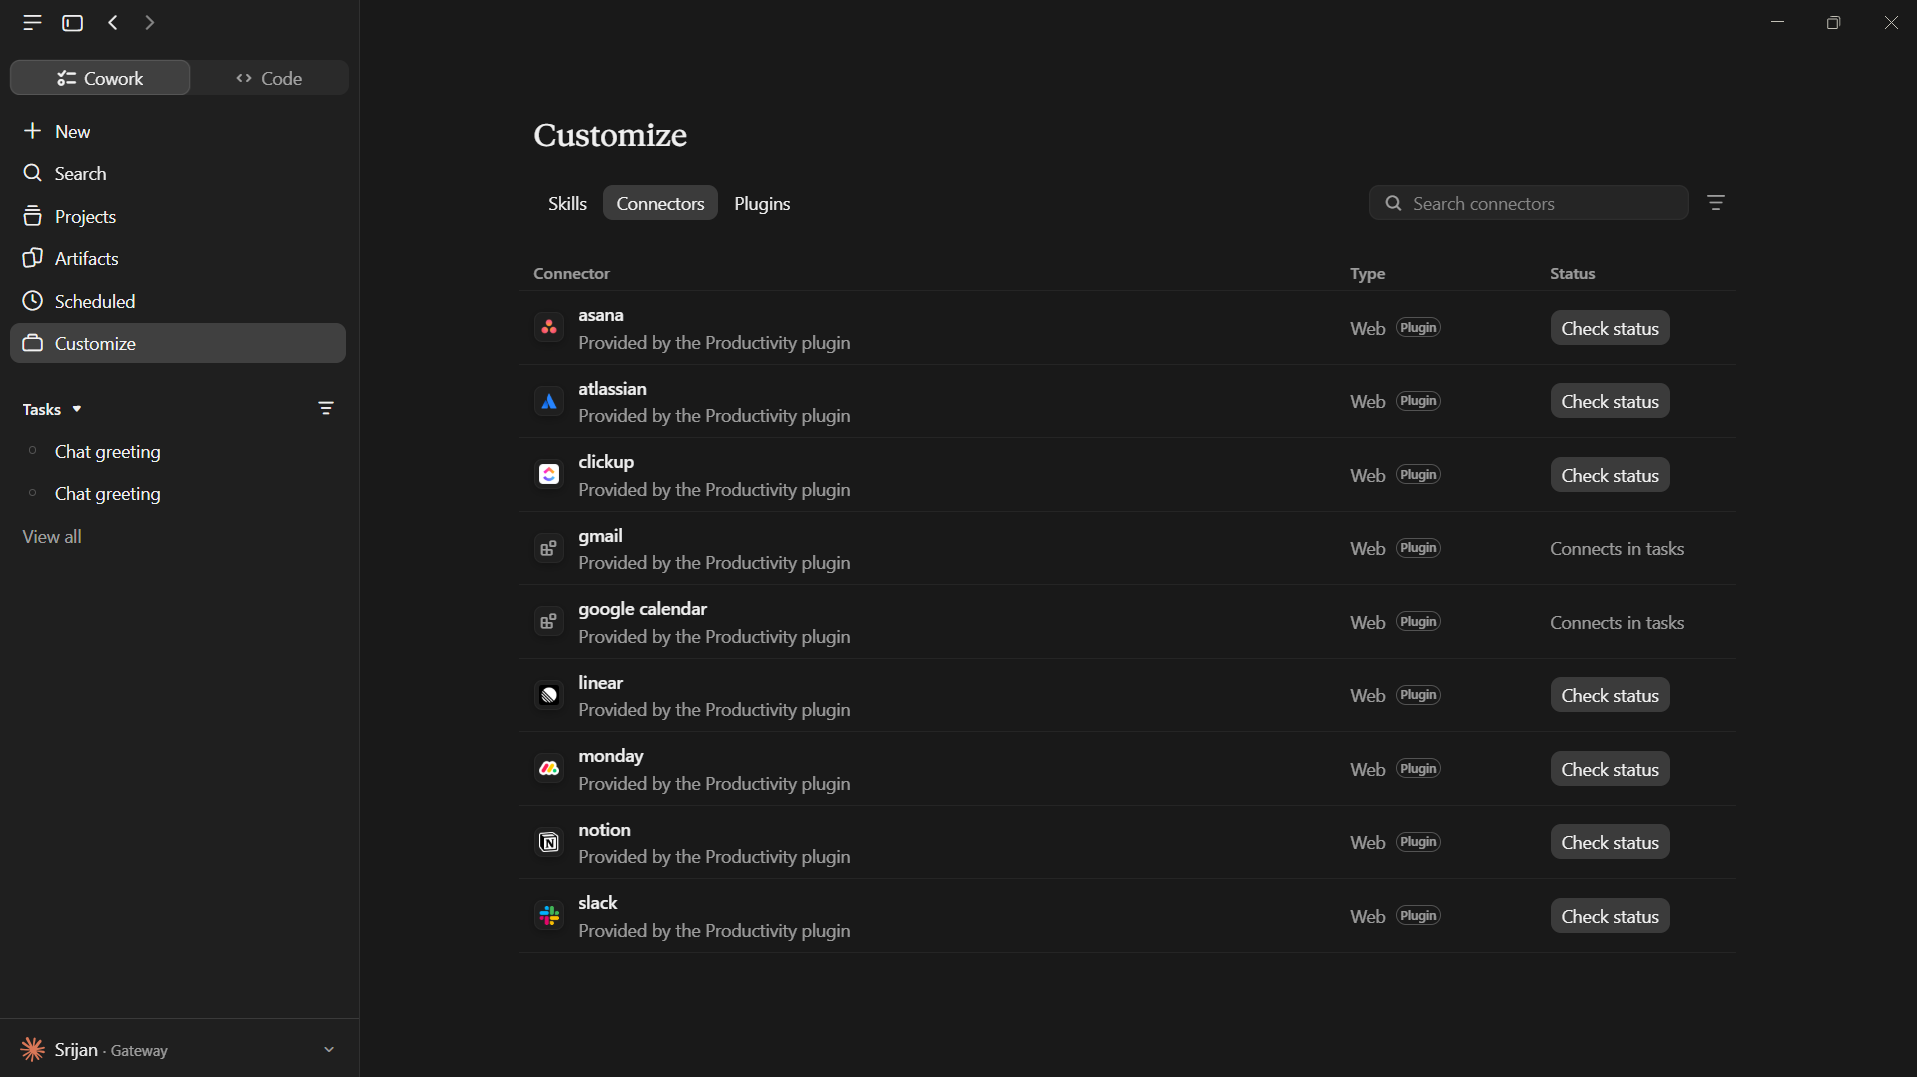 Cowork
Code
New
Search
Projects
Artifacts
Scheduled
Customize
Tasks
Chat greeting
Chat greeting
View all
Srijan · Gateway
Customize
Skills Connectors Plugins
Search connectors
Connector Type Status
asana
Provided by the Productivity plugin
Web Plugin Check status
atlassian
Provided by the Productivity plugin
Web Plugin Check status
clickup
Provided by the Productivity plugin
Web Plugin Check status
gmail
Provided by the Productivity plugin
Web Plugin Connects in tasks
google calendar
Provided by the Productivity plugin
Web Plugin Connects in tasks
linear
Provided by the Productivity plugin
Web Plugin Check status
monday
Provided by the Productivity plugin
Web Plugin Check status
notion
Provided by the Productivity plugin
Web Plugin Check status
slack
Provided by the Productivity plugin
Web Plugin Check status